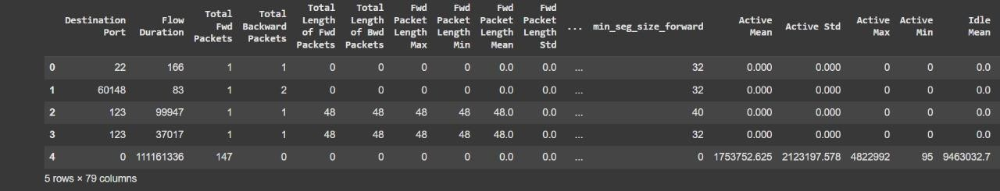 Destination Port Flow Duration Total Fwd Packets Total Backward Packets Total Length of Fwd Packets Total Length of Bwd Packets Fwd Packet Length Max Fwd Packet Length Min Fwd Packet Length Mean Fwd Packet Length Std ... min_seg_size_forward Active Mean Active Std Active Max Active Min Idle Mean
0 22 166 1 1 0 0 0 0 0.0 0.0 ... 32 0.000 0.000 0 0 0.0
1 60148 83 1 2 0 0 0 0 0.0 0.0 ... 32 0.000 0.000 0 0 0.0
2 123 99947 1 1 48 48 48 48 48.0 0.0 ... 40 0.000 0.000 0 0 0.0
3 123 37017 1 1 48 48 48 48 48.0 0.0 ... 32 0.000 0.000 0 0 0.0
4 0 111161336 147 0 0 0 0 0 0.0 0.0 ... 0 1753752.625 2123197.578 4822992 95 9463032.7
5 rows × 79 columns